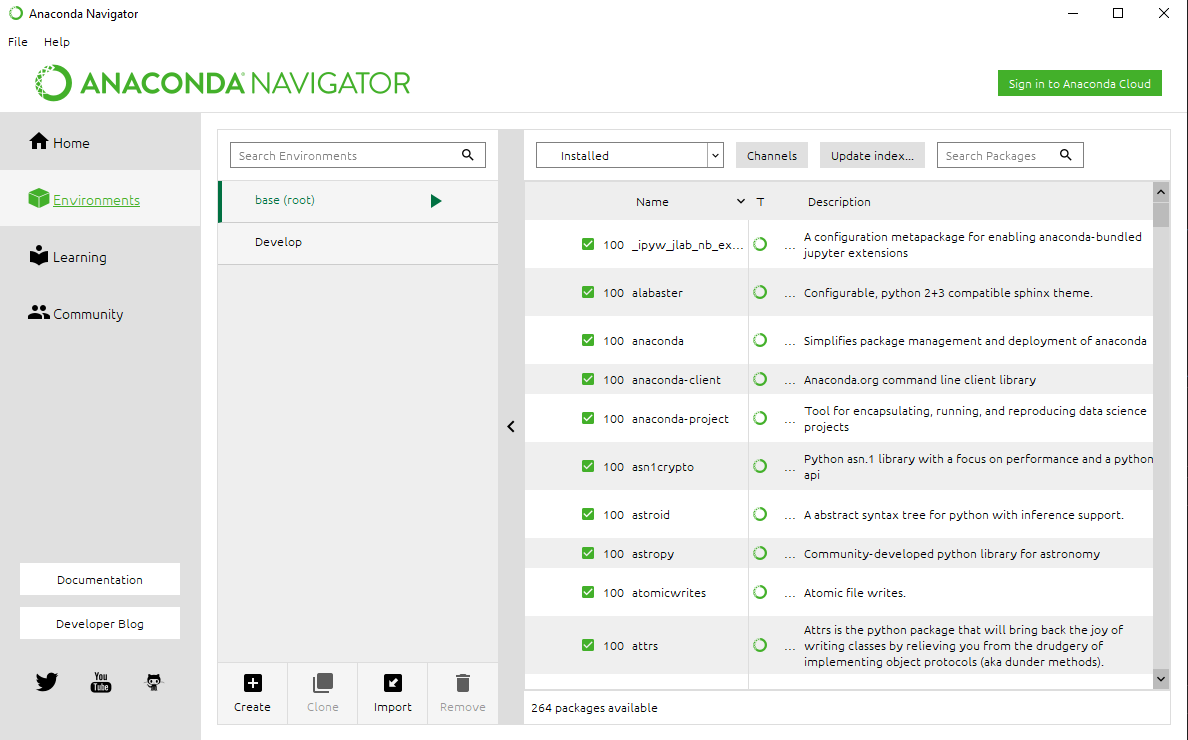 Anaconda Navigator
File Help
ANACONDA NAVIGATOR
Sign in to Anaconda Cloud
Home
Environments
Learning
Community
Documentation
Developer Blog
You
Tube
Search Environments
base (root)
Develop
Create
Clone
Import
Remove
Installed
Channels
Update index...
Search Packages
Name T Description
100 _ipyw_jlab_nb_ex... ... A configuration metapackage for enabling anaconda-bundled
jupyter extensions
100 alabaster ... Configurable, python 2+3 compatible sphinx theme.
100 anaconda ... Simplifies package management and deployment of anaconda
100 anaconda-client ... Anaconda.org command line client library
100 anaconda-project ... Tool for encapsulating, running, and reproducing data science
projects
100 asn1crypto ... Python asn.1 library with a focus on performance and a python
api
100 astroid ... A abstract syntax tree for python with inference support.
100 astropy ... Community-developed python library for astronomy
100 atomicwrites ... Atomic file writes.
100 attrs ... Attrs is the python package that will bring back the joy of
writing classes by relieving you from the drudgery of
implementing object protocols (aka dunder methods).
264 packages available